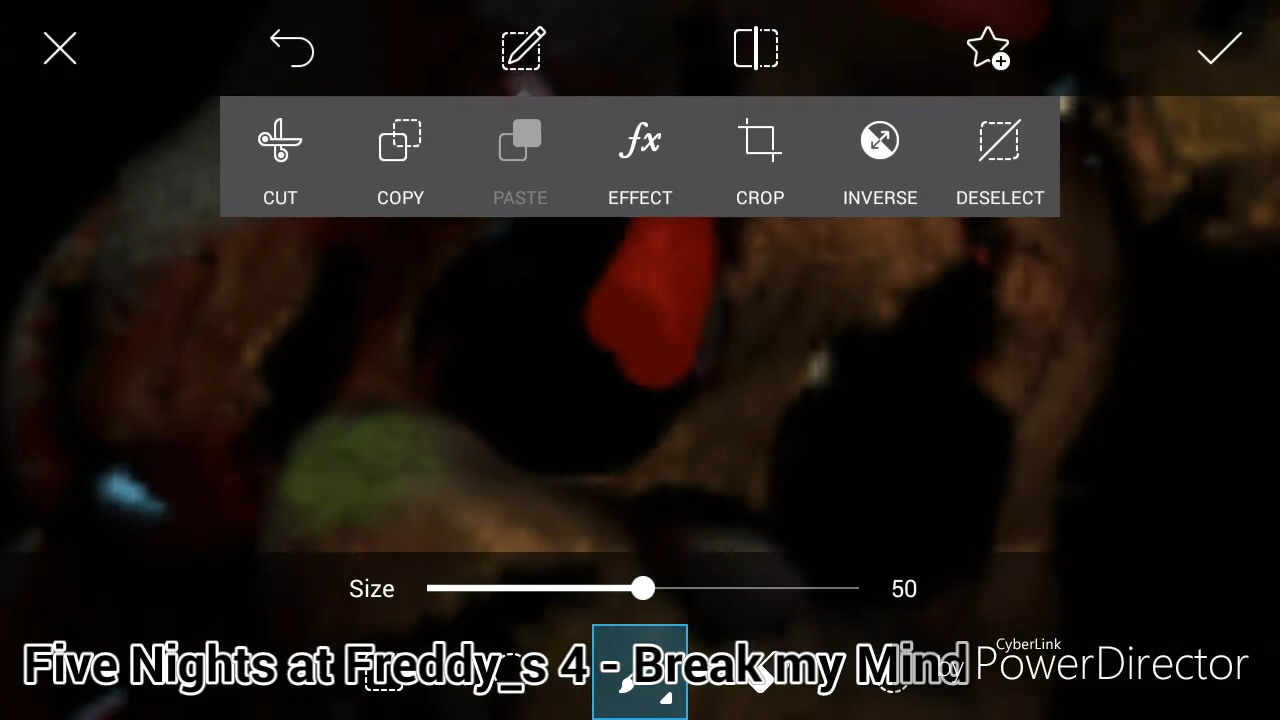 CUT COPY PASTE EFFECT CROP INVERSE DESELECT
Size 50
Five Nights at Freddy_s 4 - Break my Mind
by CyberLink PowerDirector